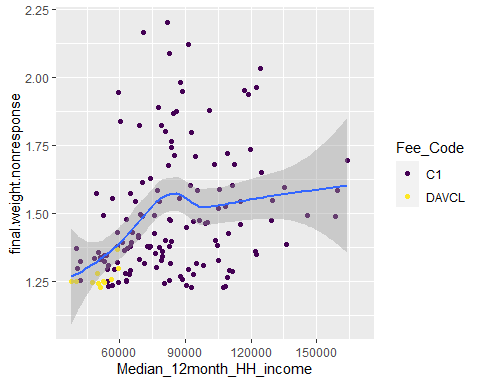 2.25
2.00
1.75
1.50
1.25
final.weight.nonresponse
60000 90000 120000 150000
Median_12month_HH_income
Fee_Code
C1
DAVCL